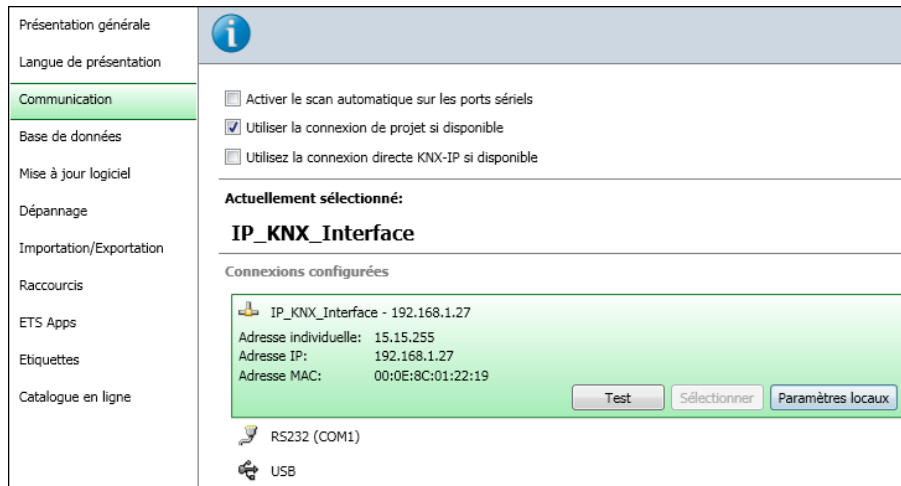 Présentation générale
Langue de présentation
Communication
Base de données
Mise à jour logiciel
Dépannage
Importation/Exportation
Raccourcis
ETS Apps
Etiquettes
Catalogue en ligne
Activer le scan automatique sur les ports sériels
Utiliser la connexion de projet si disponible
Utilisez la connexion directe KNX-IP si disponible
Actuellement sélectionné:
IP_KNX_Interface
Connexions configurées
IP_KNX_Interface - 192.168.1.27
Adresse individuelle: 15.15.255
Adresse IP: 192.168.1.27
Adresse MAC: 00:0E:8C:01:22:19
Test Sélectionner Paramètres locaux
RS232 (COM1)
USB